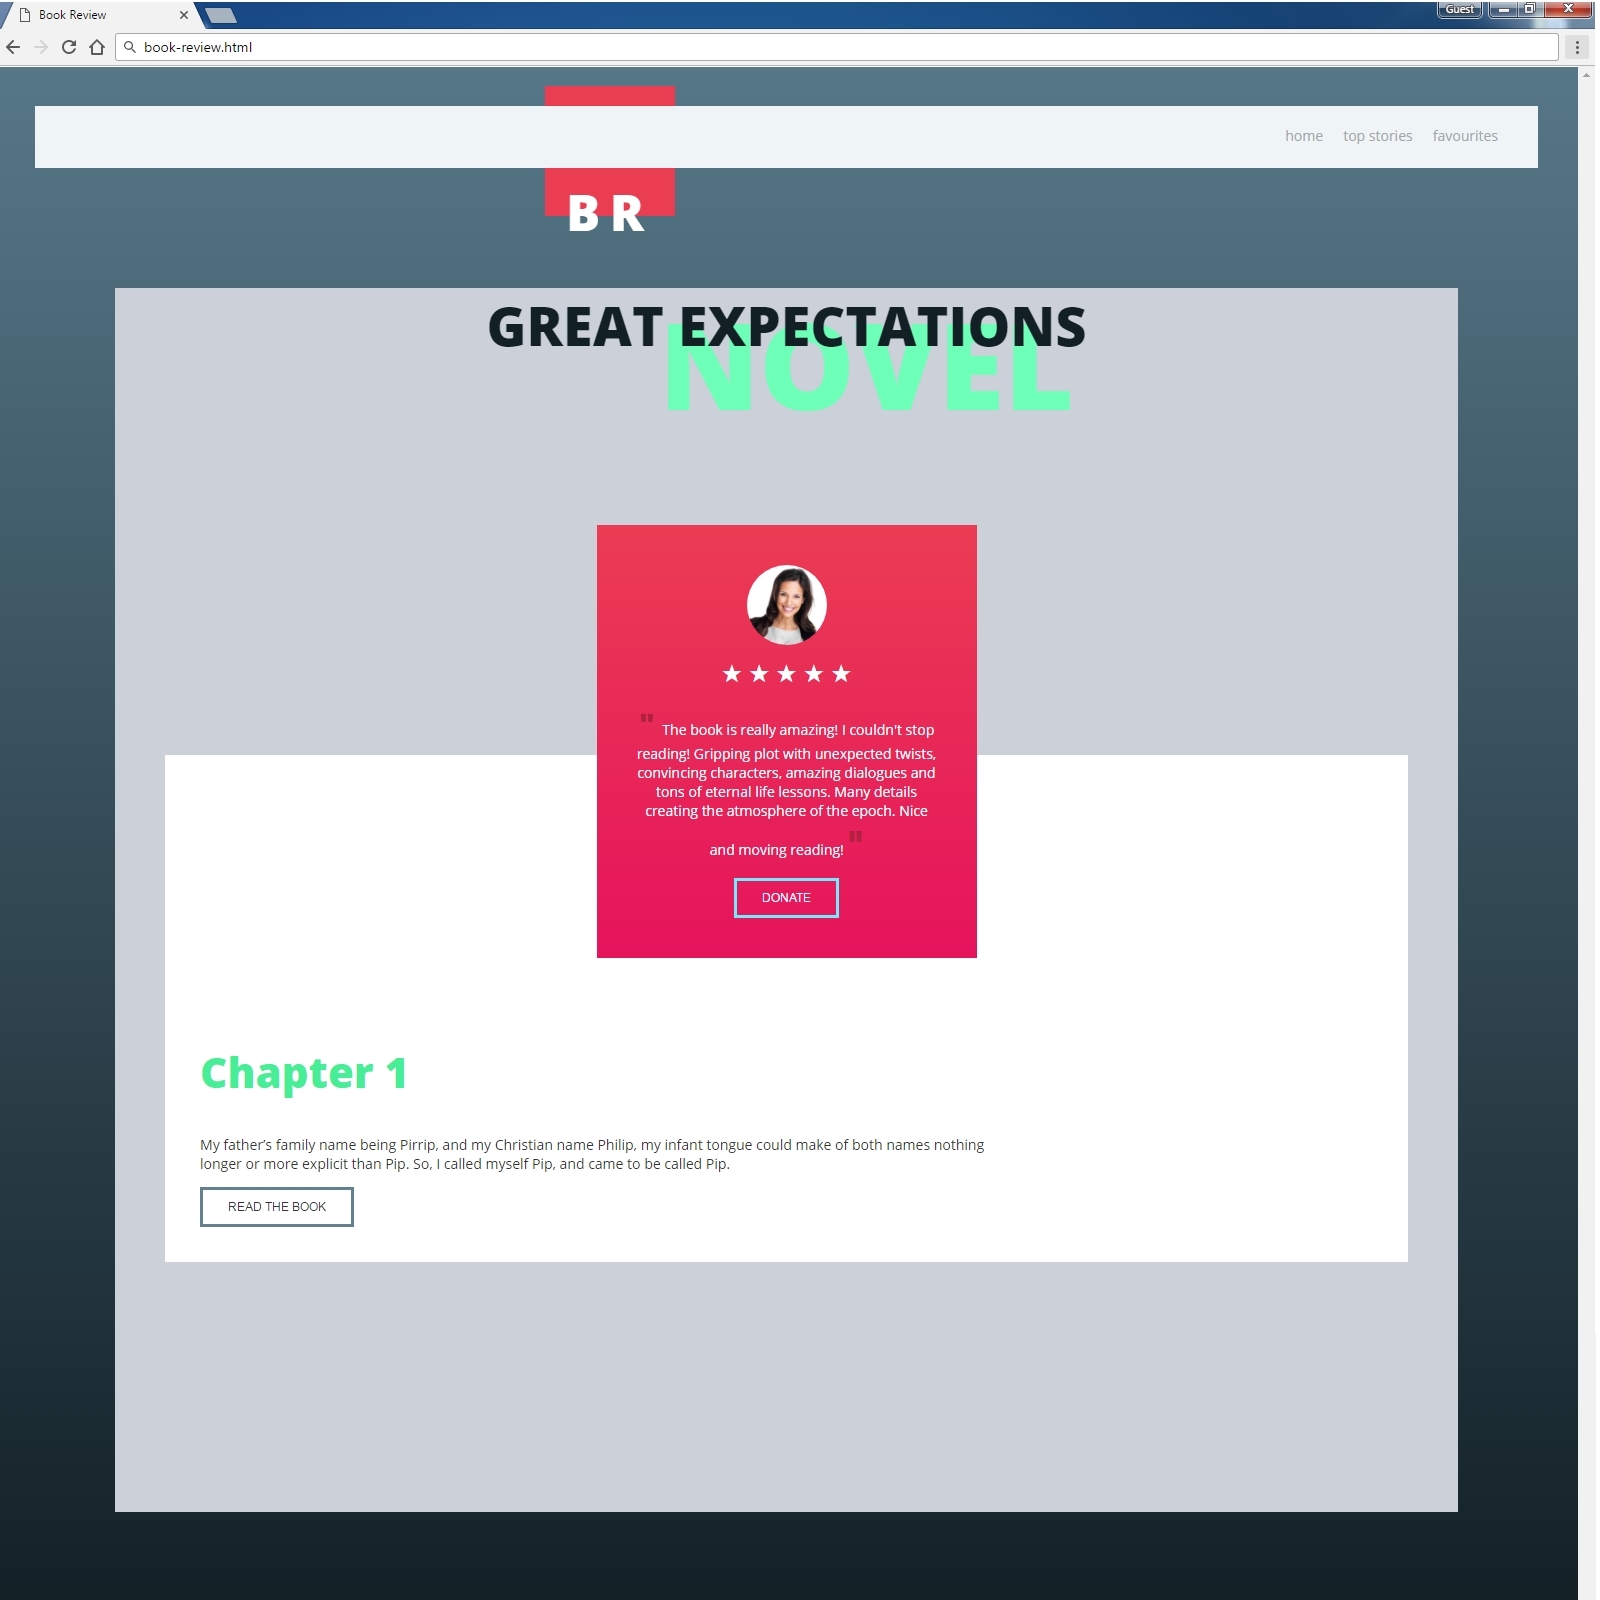 Book Review
Guest
book-review.html
home top stories favourites
B R
GREAT EXPECTATIONS
NOVEL
★ ★ ★ ★ ★
" The book is really amazing! I couldn't stop
reading! Gripping plot with unexpected twists,
convincing characters, amazing dialogues and
tons of eternal life lessons. Many details
creating the atmosphere of the epoch. Nice
and moving reading! "
DONATE
Chapter 1
My father’s family name being Pirrip, and my Christian name Philip, my infant tongue could make of both names nothing
longer or more explicit than Pip. So, I called myself Pip, and came to be called Pip.
READ THE BOOK